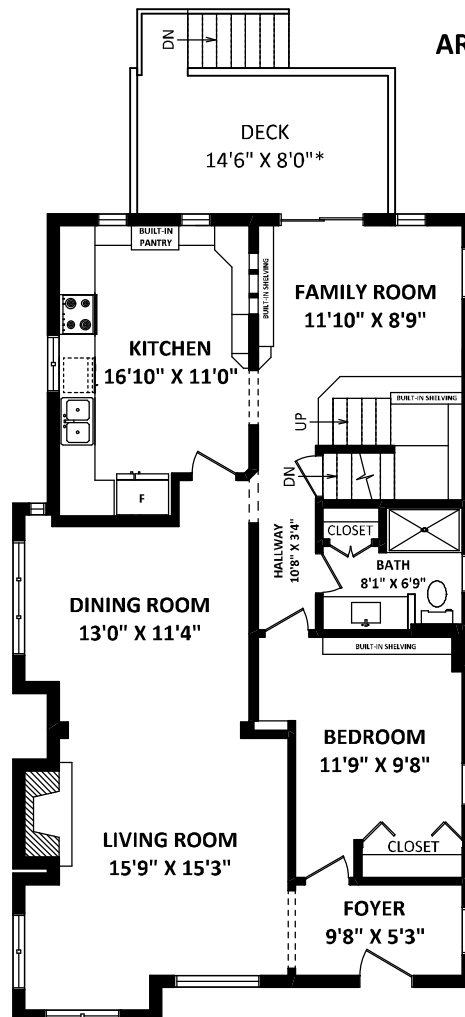 AR
DN
DECK
14'6" X 8'0"*
BUILT-IN
PANTRY
BUILT-IN SHELVING
FAMILY ROOM
11'10" X 8'9"
KITCHEN
16'10" X 11'0"
BUILT-IN SHELVING
UP
DN
F
CLOSET
HALLWAY
10'8" X 3'4"
BATH
8'1" X 6'9"
DINING ROOM
13'0" X 11'4"
BUILT-IN SHELVING
BEDROOM
11'9" X 9'8"
LIVING ROOM
15'9" X 15'3"
CLOSET
FOYER
9'8" X 5'3"